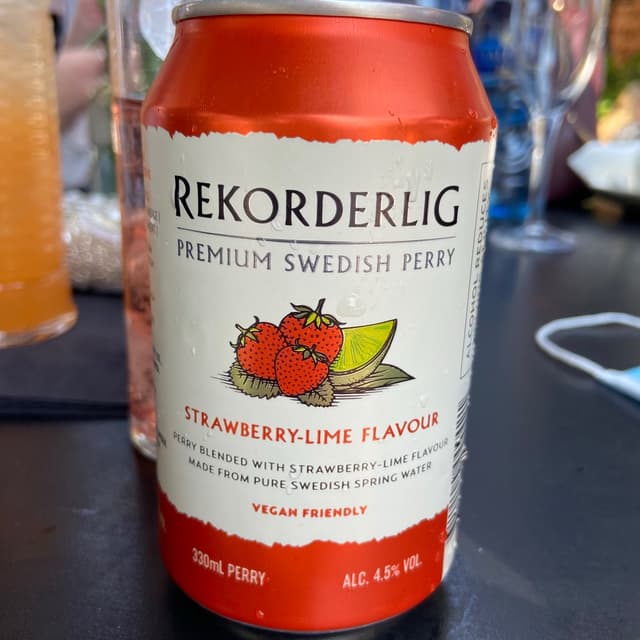 REKORDERLIG
PREMIUM SWEDISH PERRY
STRAWBERRY-LIME FLAVOUR
PERRY BLENDED WITH STRAWBERRY-LIME FLAVOUR
MADE FROM PURE SWEDISH SPRING WATER
VEGAN FRIENDLY
330mL PERRY
ALC. 4.5% VOL.
ALCOHOL REDUCES